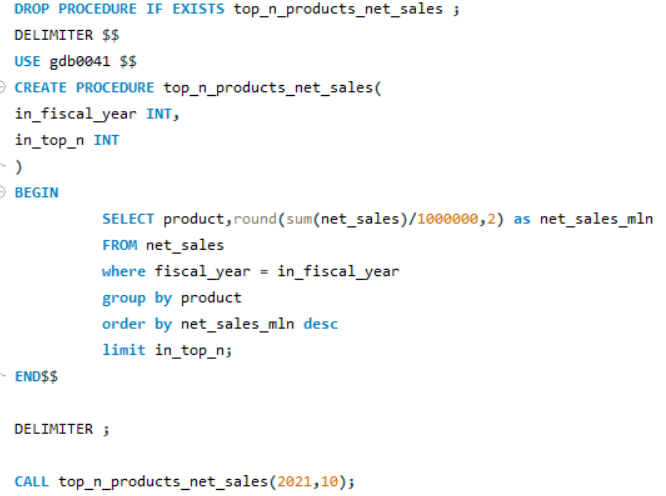 DROP PROCEDURE IF EXISTS top_n_products_net_sales ;
DELIMITER $$
USE gdb0041 $$
CREATE PROCEDURE top_n_products_net_sales(
in_fiscal_year INT,
in_top_n INT
)
BEGIN
SELECT product,round(sum(net_sales)/1000000,2) as net_sales_mln
FROM net_sales
where fiscal_year = in_fiscal_year
group by product
order by net_sales_mln desc
limit in_top_n;
END$$
DELIMITER ;
CALL top_n_products_net_sales(2021,10);